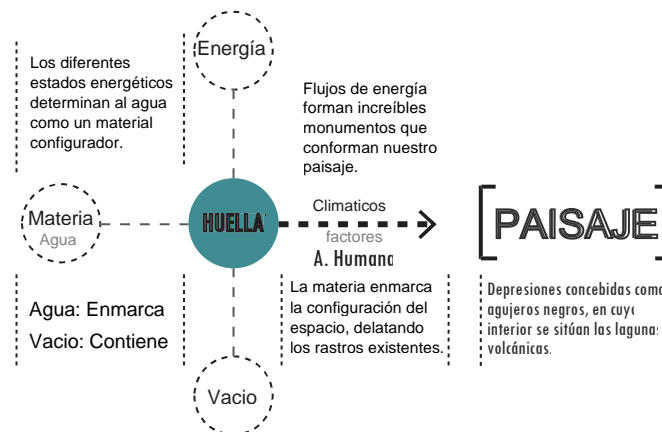 Energía
Los diferentes
estados energéticos
determinan al agua
como un material
configurador.
Flujos de energía
forman increíbles
monumentos que
conforman nuestro
paisaje.
Materia
Agua
HUELLA
Climaticos
factores
A. Humana
PAISAJE
Agua: Enmarca
Vacio: Contiene
La materia enmarca
la configuración del
espacio, delatando
los rastros existentes.
Depresiones concebidas como
agujeros negros, en cuyo
interior se sitúan las lagunas
volcánicas.
Vacio